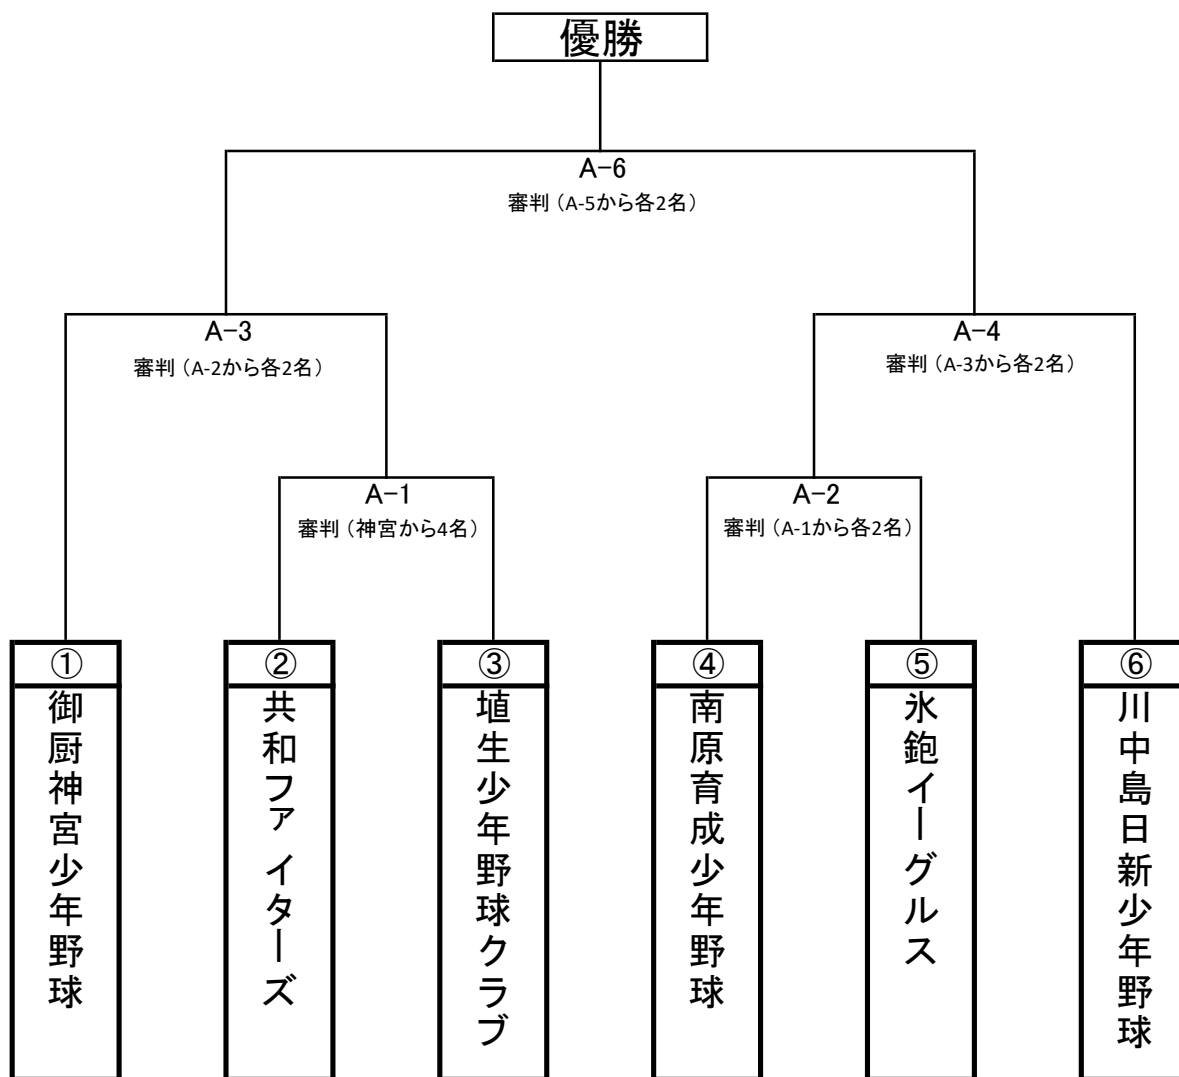 優勝
A-6
審判（A-5から各2名）
A-3
審判（A-2から各2名）
A-4
審判（A-3から各2名）
A-1
審判（神宮から4名）
A-2
審判（A-1から各2名）
①
御厨神宮少年野球
②
共和ファイターズ
③
埴生少年野球クラブ
④
南原育成少年野球
⑤
氷鉋イーグルス
⑥
川中島日新少年野球